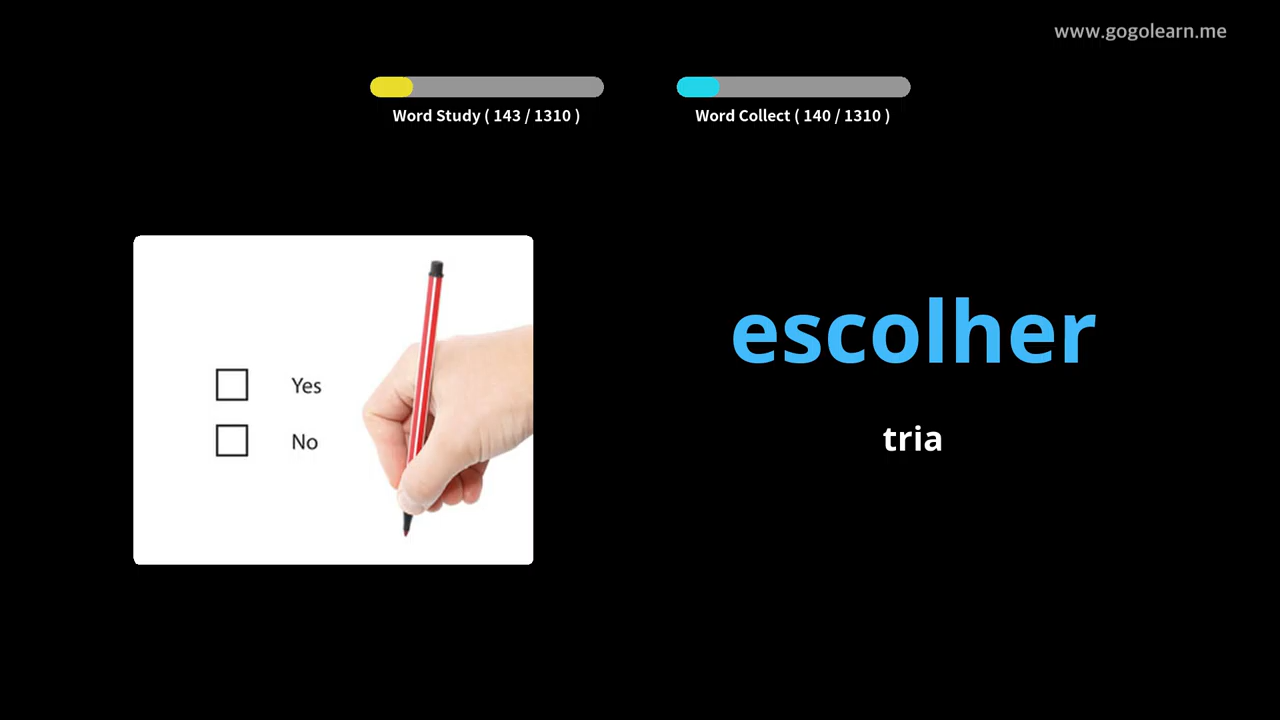 www.gogolearn.me
Word Study ( 143 / 1310 )
Word Collect ( 140 / 1310 )
Yes
No
escolher
tria